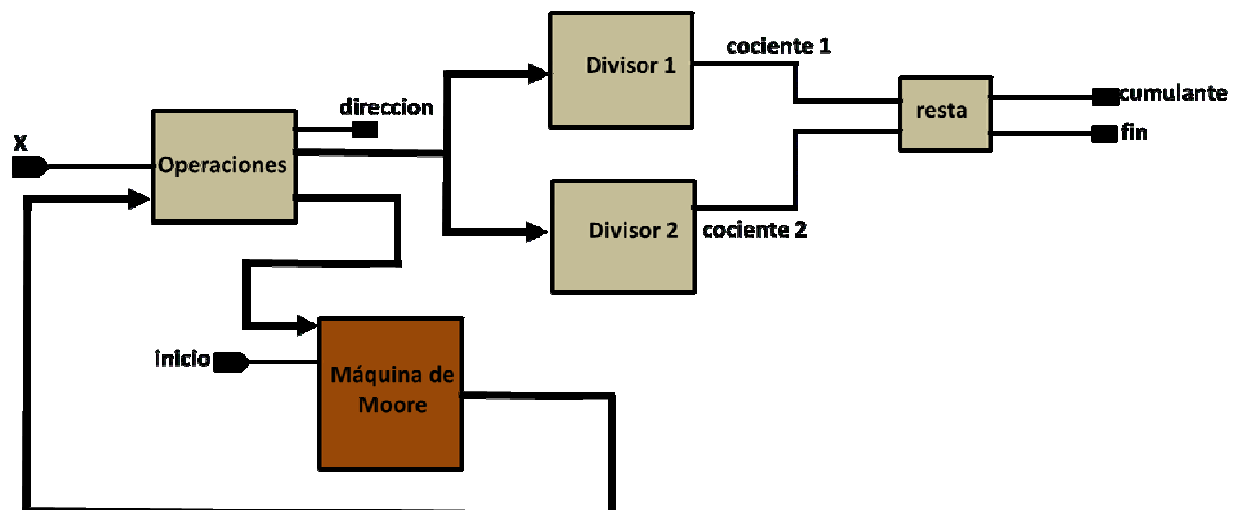 Divisor 1
cociente 1
direccion
cumulante
resta
X
Operaciones
fin
Divisor 2
cociente 2
inicio
Máquina de
Moore